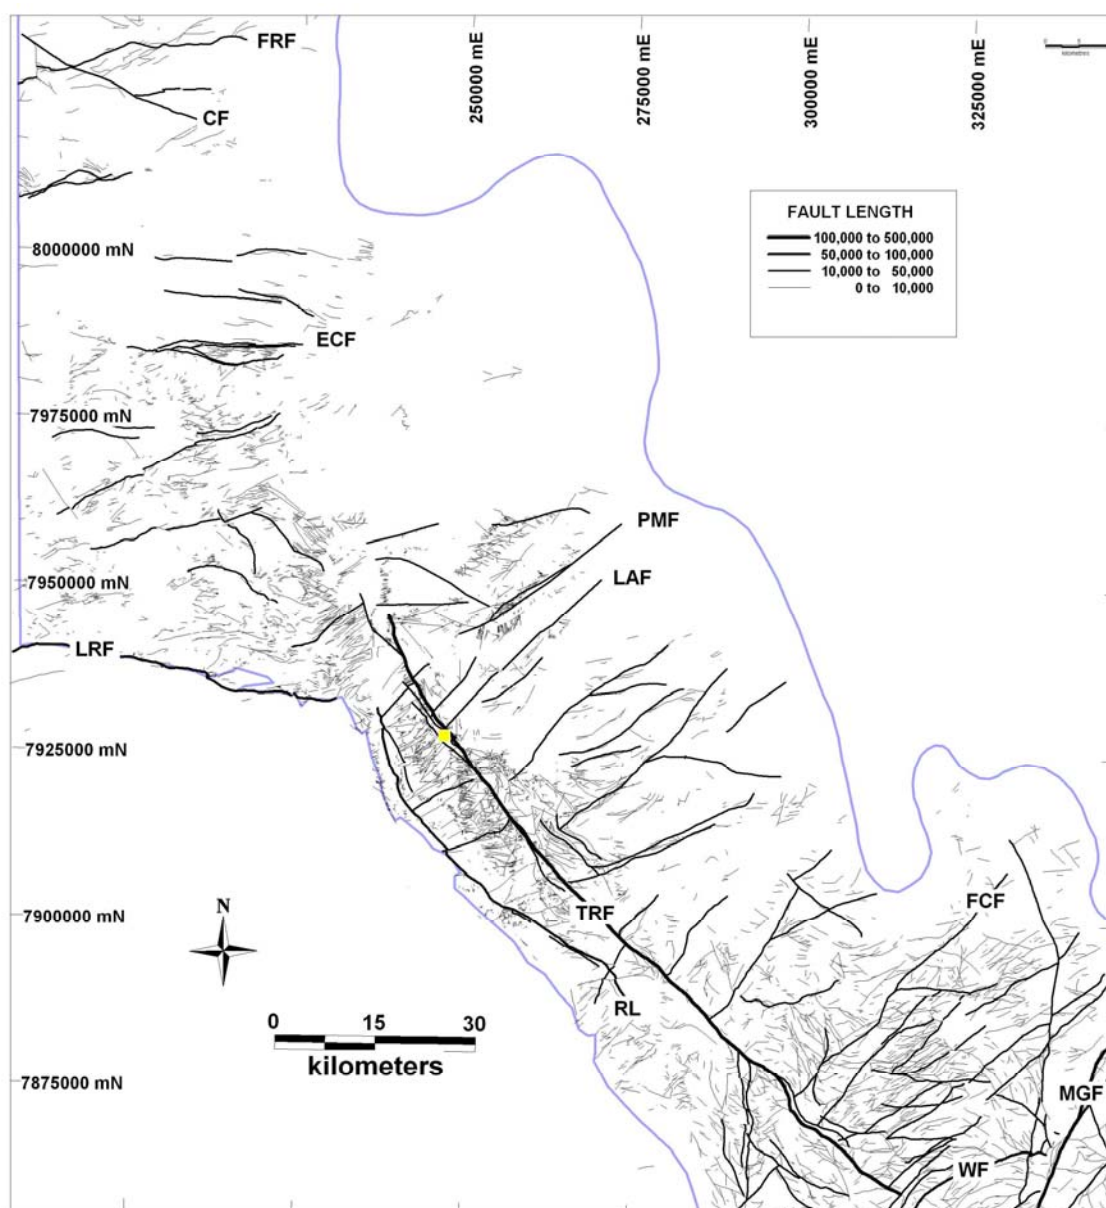 FRF
CF
250000 mE
275000 mE
300000 mE
325000 mE
kilometres
FAULT LENGTH
100,000 to 500,000
50,000 to 100,000
10,000 to 50,000
0 to 10,000
8000000 mN
ECF
7975000 mN
PMF
7950000 mN
LAF
LRF
7925000 mN
7900000 mN
TRF
FCF
N
RL
0 15 30
kilometers
7875000 mN
MGF
WF